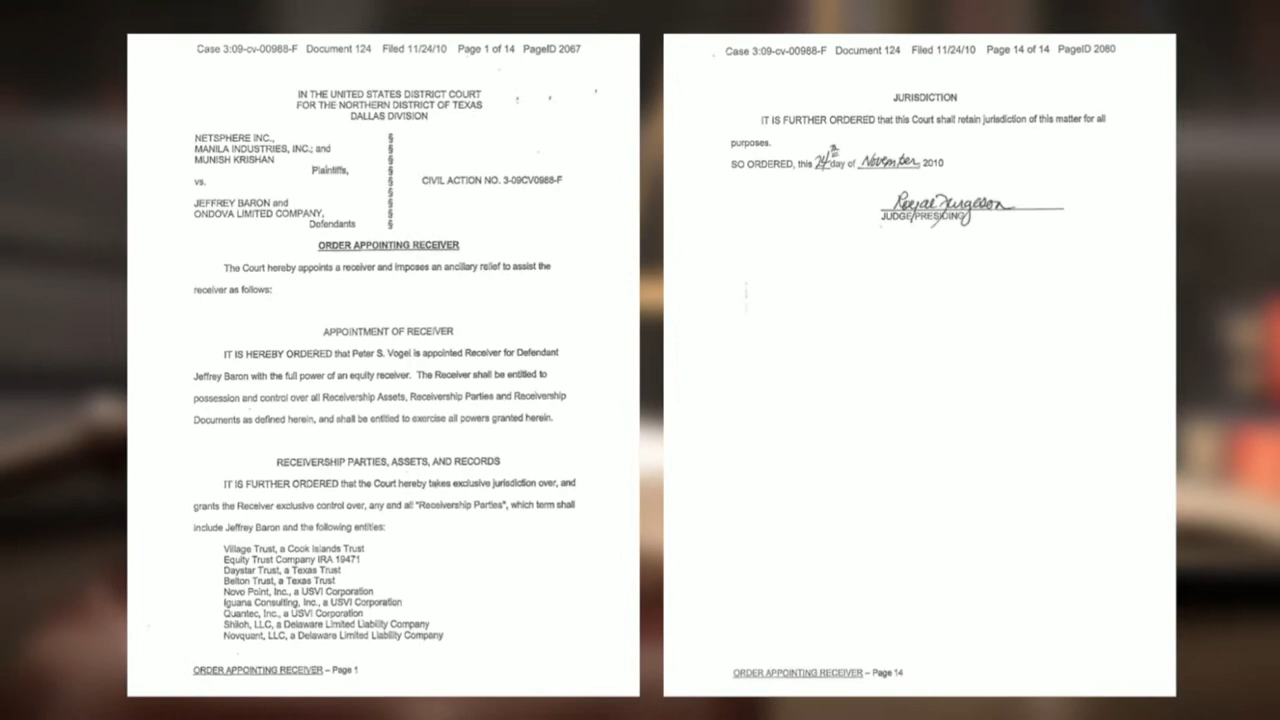 Case 3:09-cv-00988-F Document 124 Filed 11/24/10 Page 1 of 14 PageID 2067
IN THE UNITED STATES DISTRICT COURT
FOR THE NORTHERN DISTRICT OF TEXAS
DALLAS DIVISION
NETSPHERE INC., §
MANILA INDUSTRIES, INC.; and §
MUNISH KRISHAN §
Plaintiffs, §
vs. § CIVIL ACTION NO. 3-09CV0988-F
§
JEFFREY BARON and §
ONDOVA LIMITED COMPANY, §
Defendants §
ORDER APPOINTING RECEIVER
The Court hereby appoints a receiver and imposes an ancillary relief to assist the
receiver as follows:
APPOINTMENT OF RECEIVER
IT IS HEREBY ORDERED that Peter S. Vogel is appointed Receiver for Defendant
Jeffrey Baron with the full power of an equity receiver. The Receiver shall be entitled to
possession and control over all Receivership Assets, Receivership Parties and Receivership
Documents as defined herein, and shall be entitled to exercise all powers granted herein.
RECEIVERSHIP PARTIES, ASSETS, AND RECORDS
IT IS FURTHER ORDERED that the Court hereby takes exclusive jurisdiction over, and
grants the Receiver exclusive control over, any and all "Receivership Parties", which term shall
include Jeffrey Baron and the following entities:
Village Trust, a Cook Islands Trust
Equity Trust Company IRA 19471
Daystar Trust, a Texas Trust
Belton Trust, a Texas Trust
Novo Point, Inc., a USVI Corporation
Iguana Consulting, Inc., a USVI Corporation
Quantec, Inc., a USVI Corporation
Shiloh, LLC, a Delaware Limited Liability Company
Novquant, LLC, a Delaware Limited Liability Company
ORDER APPOINTING RECEIVER – Page 1
Case 3:09-cv-00988-F Document 124 Filed 11/24/10 Page 14 of 14 PageID 2080
JURISDICTION
IT IS FURTHER ORDERED that this Court shall retain jurisdiction of this matter for all
purposes.
SO ORDERED, this 24th day of November, 2010
Royal Furgeson
JUDGE PRESIDING
ORDER APPOINTING RECEIVER – Page 14